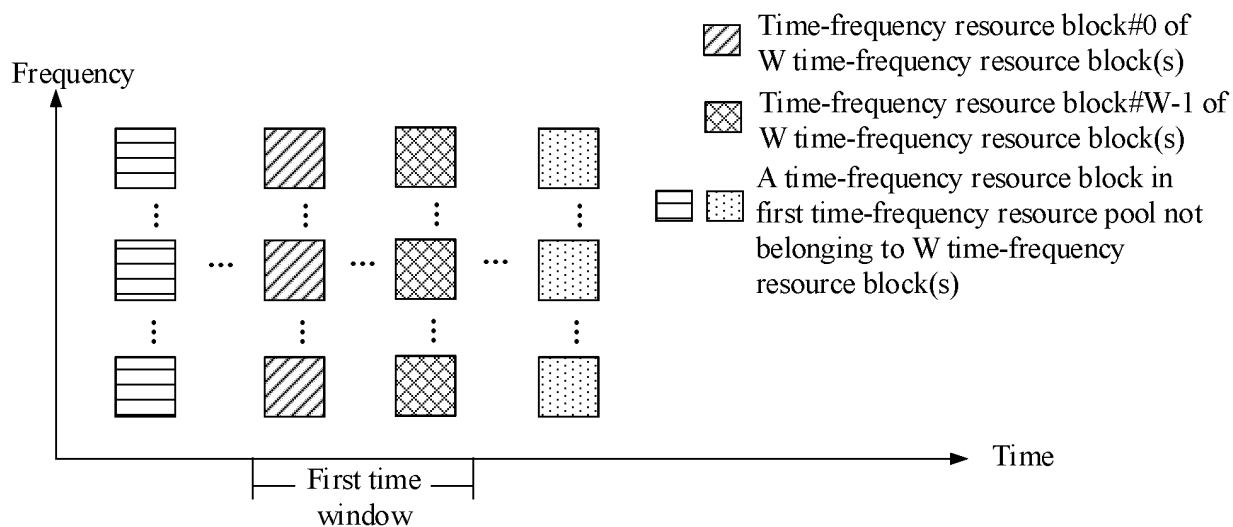 Time-frequency resource block#0 of
W time-frequency resource block(s)
Frequency
Time-frequency resource block#W-1 of
W time-frequency resource block(s)
A time-frequency resource block in
first time-frequency resource pool not
belonging to W time-frequency
resource block(s)
Time
First time
window